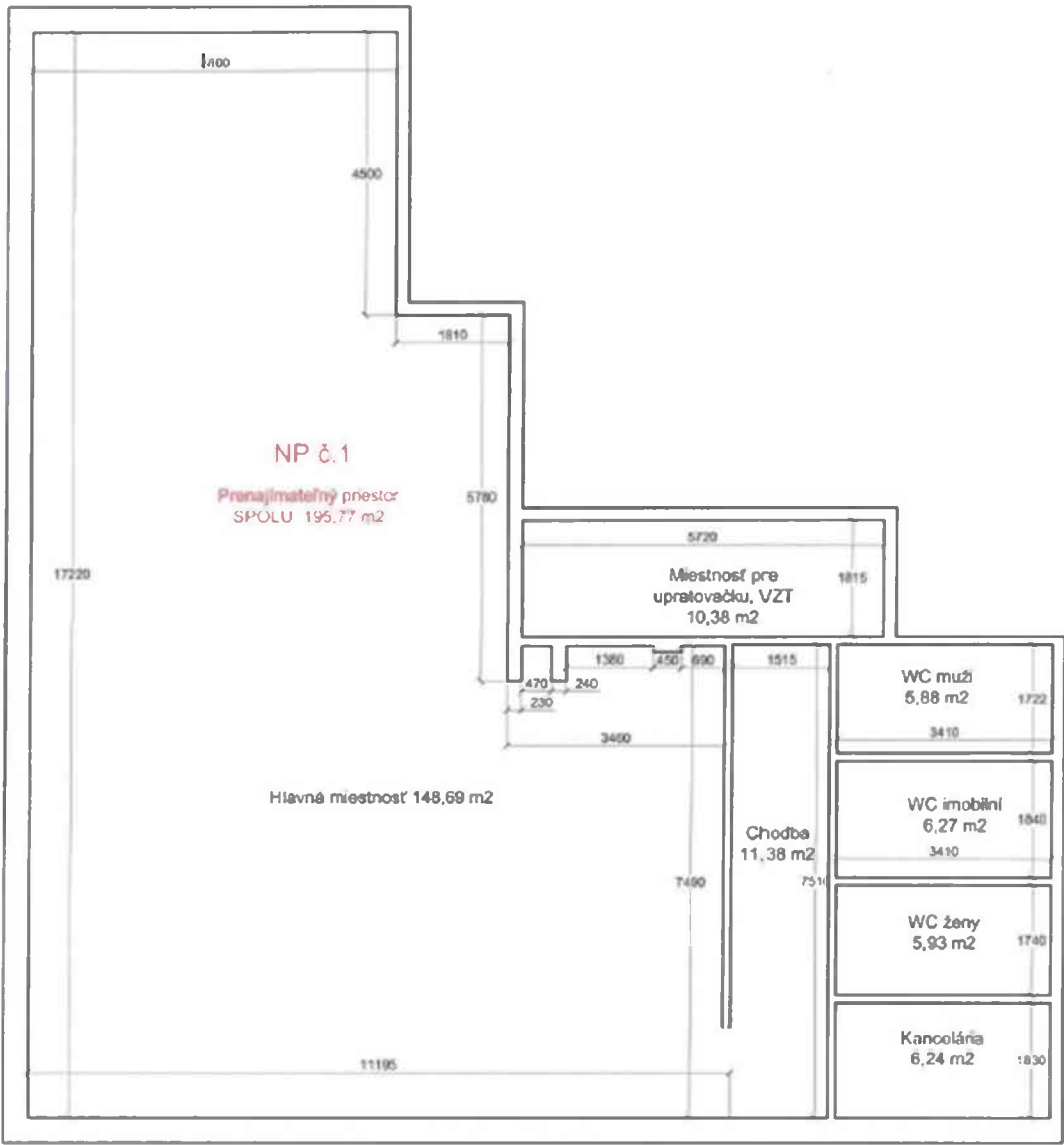 4500
1810
NP č.1
Prenajímateľný priestor
SPOLU 195,77 m2
5780
17220
5720
Miestnosť pre
upratovačku, VZT
10,38 m2
1815
1380
450
690
1515
470
240
230
3460
WC muži
5,88 m2
1722
3410
Hlavná miestnosť 148,69 m2
WC imobilní
6,27 m2
1840
3410
Chodba
11,38 m2
7490
7510
WC ženy
5,93 m2
1740
Kancelária
6,24 m2
1830
11195